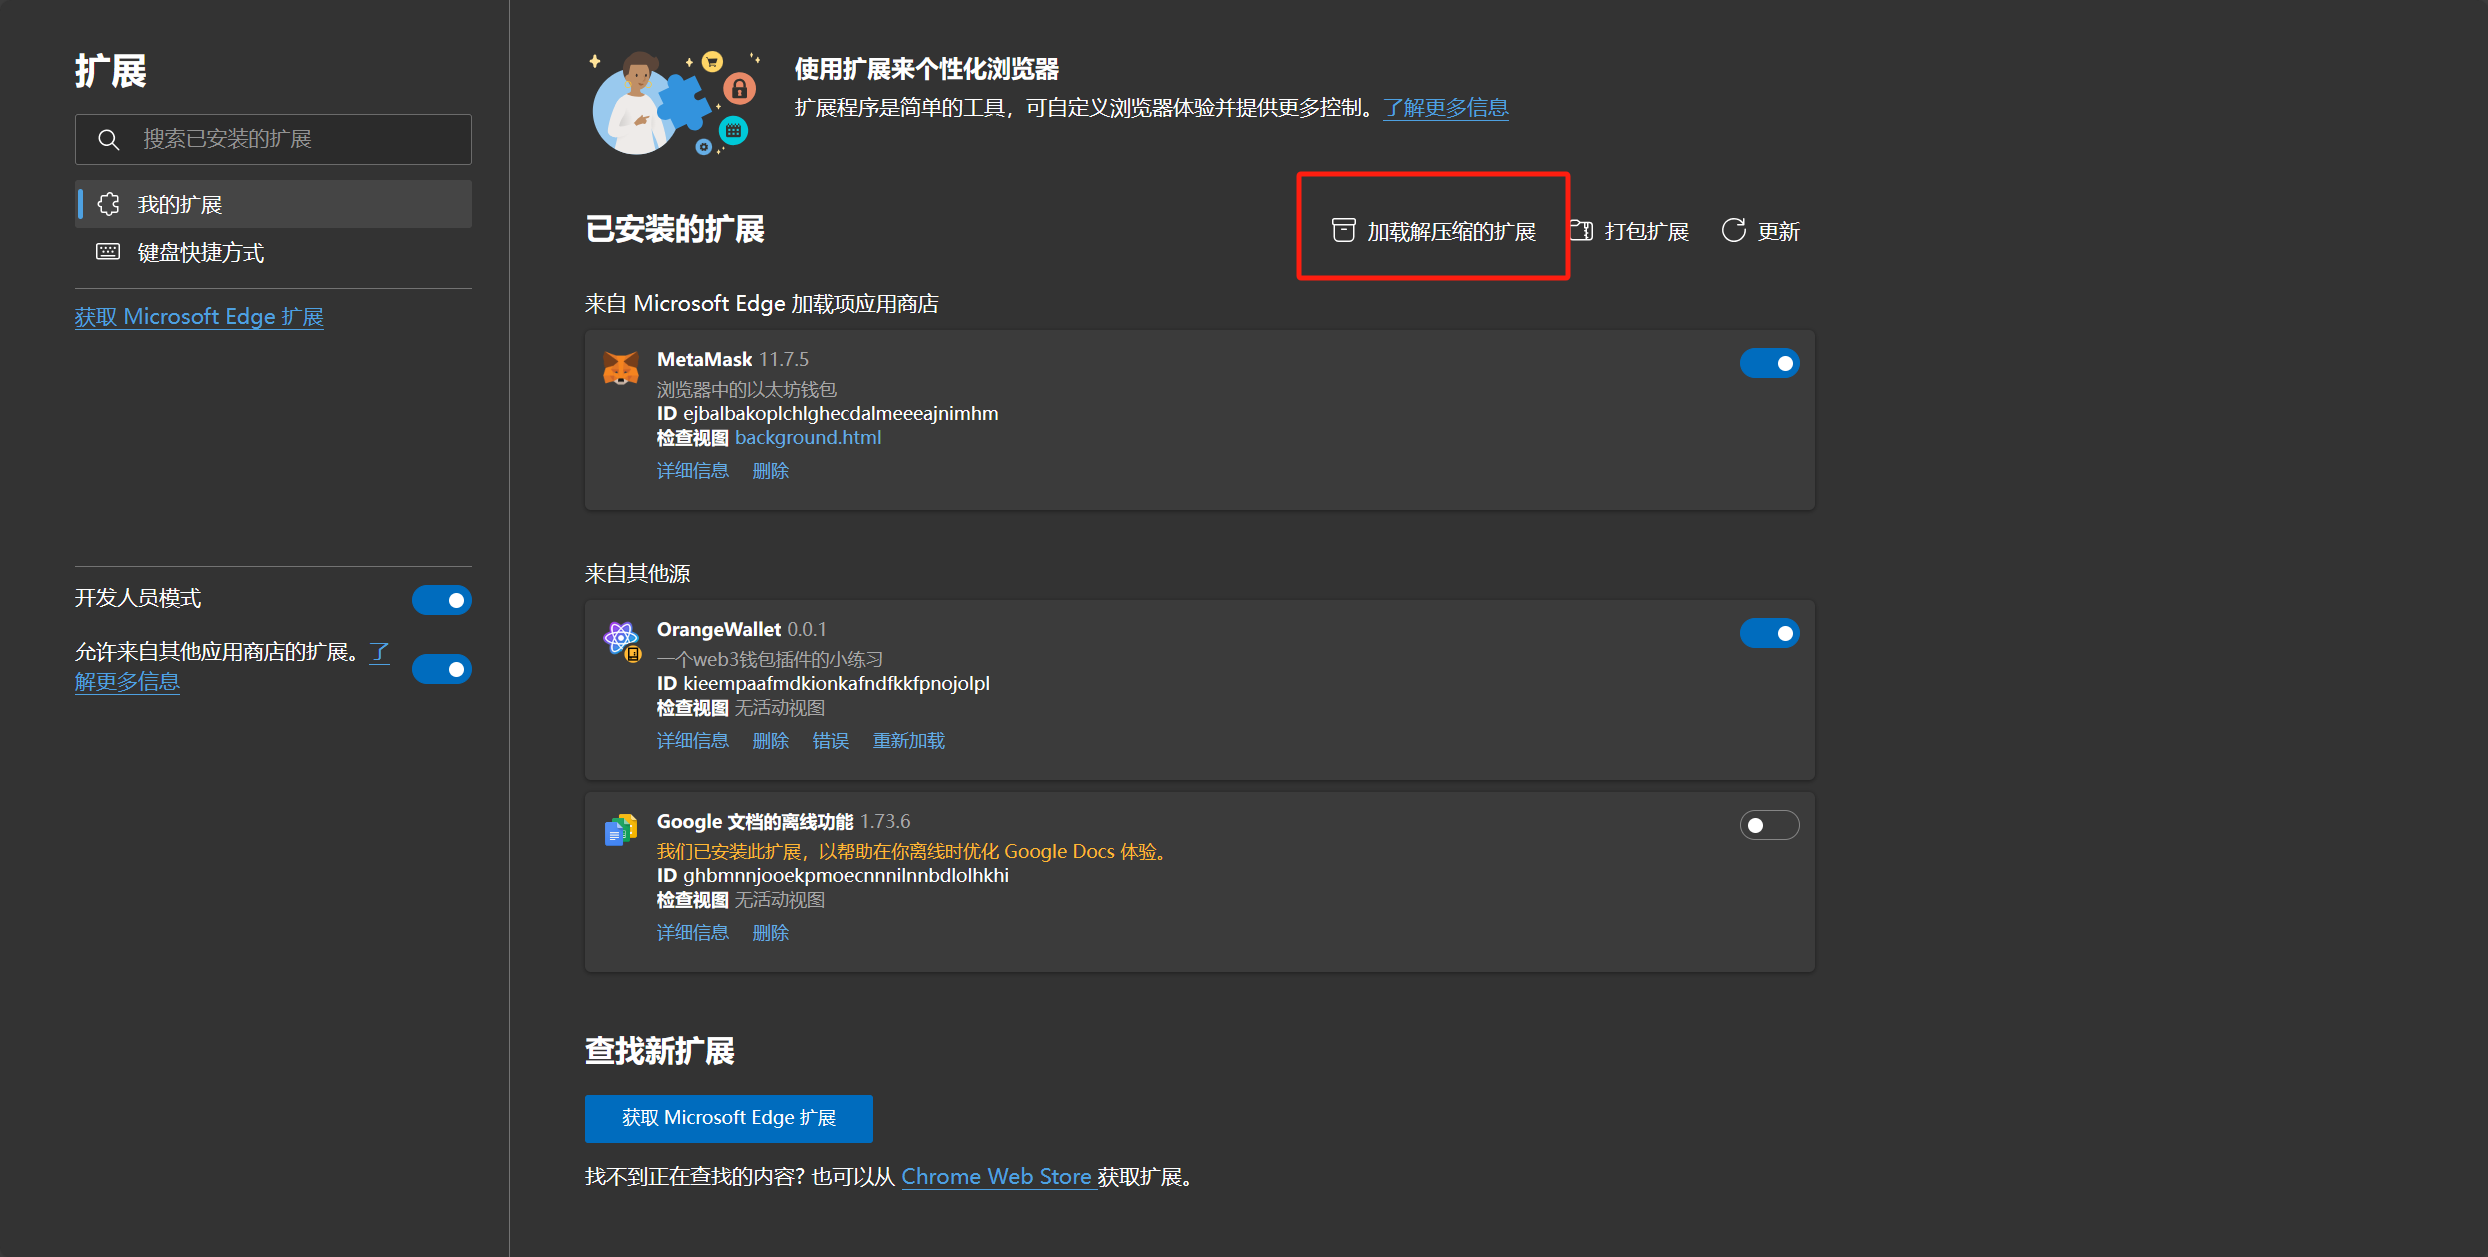 扩展
搜索已安装的扩展
我的扩展
键盘快捷方式
获取 Microsoft Edge 扩展
开发人员模式
允许来自其他应用商店的扩展。了
解更多信息
使用扩展来个性化浏览器
扩展程序是简单的工具，可自定义浏览器体验并提供更多控制。了解更多信息
已安装的扩展
加载解压缩的扩展
打包扩展
更新
来自 Microsoft Edge 加载项应用商店
MetaMask 11.7.5
浏览器中的以太坊钱包
ID ejbalbakoplchlghecdalmeeeajnimhm
检查视图 background.html
详细信息 删除
来自其他源
OrangeWallet 0.0.1
一个web3钱包插件的小练习
ID kieempaafmdkionkafndfkkfpnojolpl
检查视图 无活动视图
详细信息 删除 错误 重新加载
Google 文档的离线功能 1.73.6
我们已安装此扩展，以帮助在你离线时优化 Google Docs 体验。
ID ghbmnnjooekpmoecnnnilnnbdlolhkhi
检查视图 无活动视图
详细信息 删除
查找新扩展
获取 Microsoft Edge 扩展
找不到正在查找的内容? 也可以从 Chrome Web Store 获取扩展。